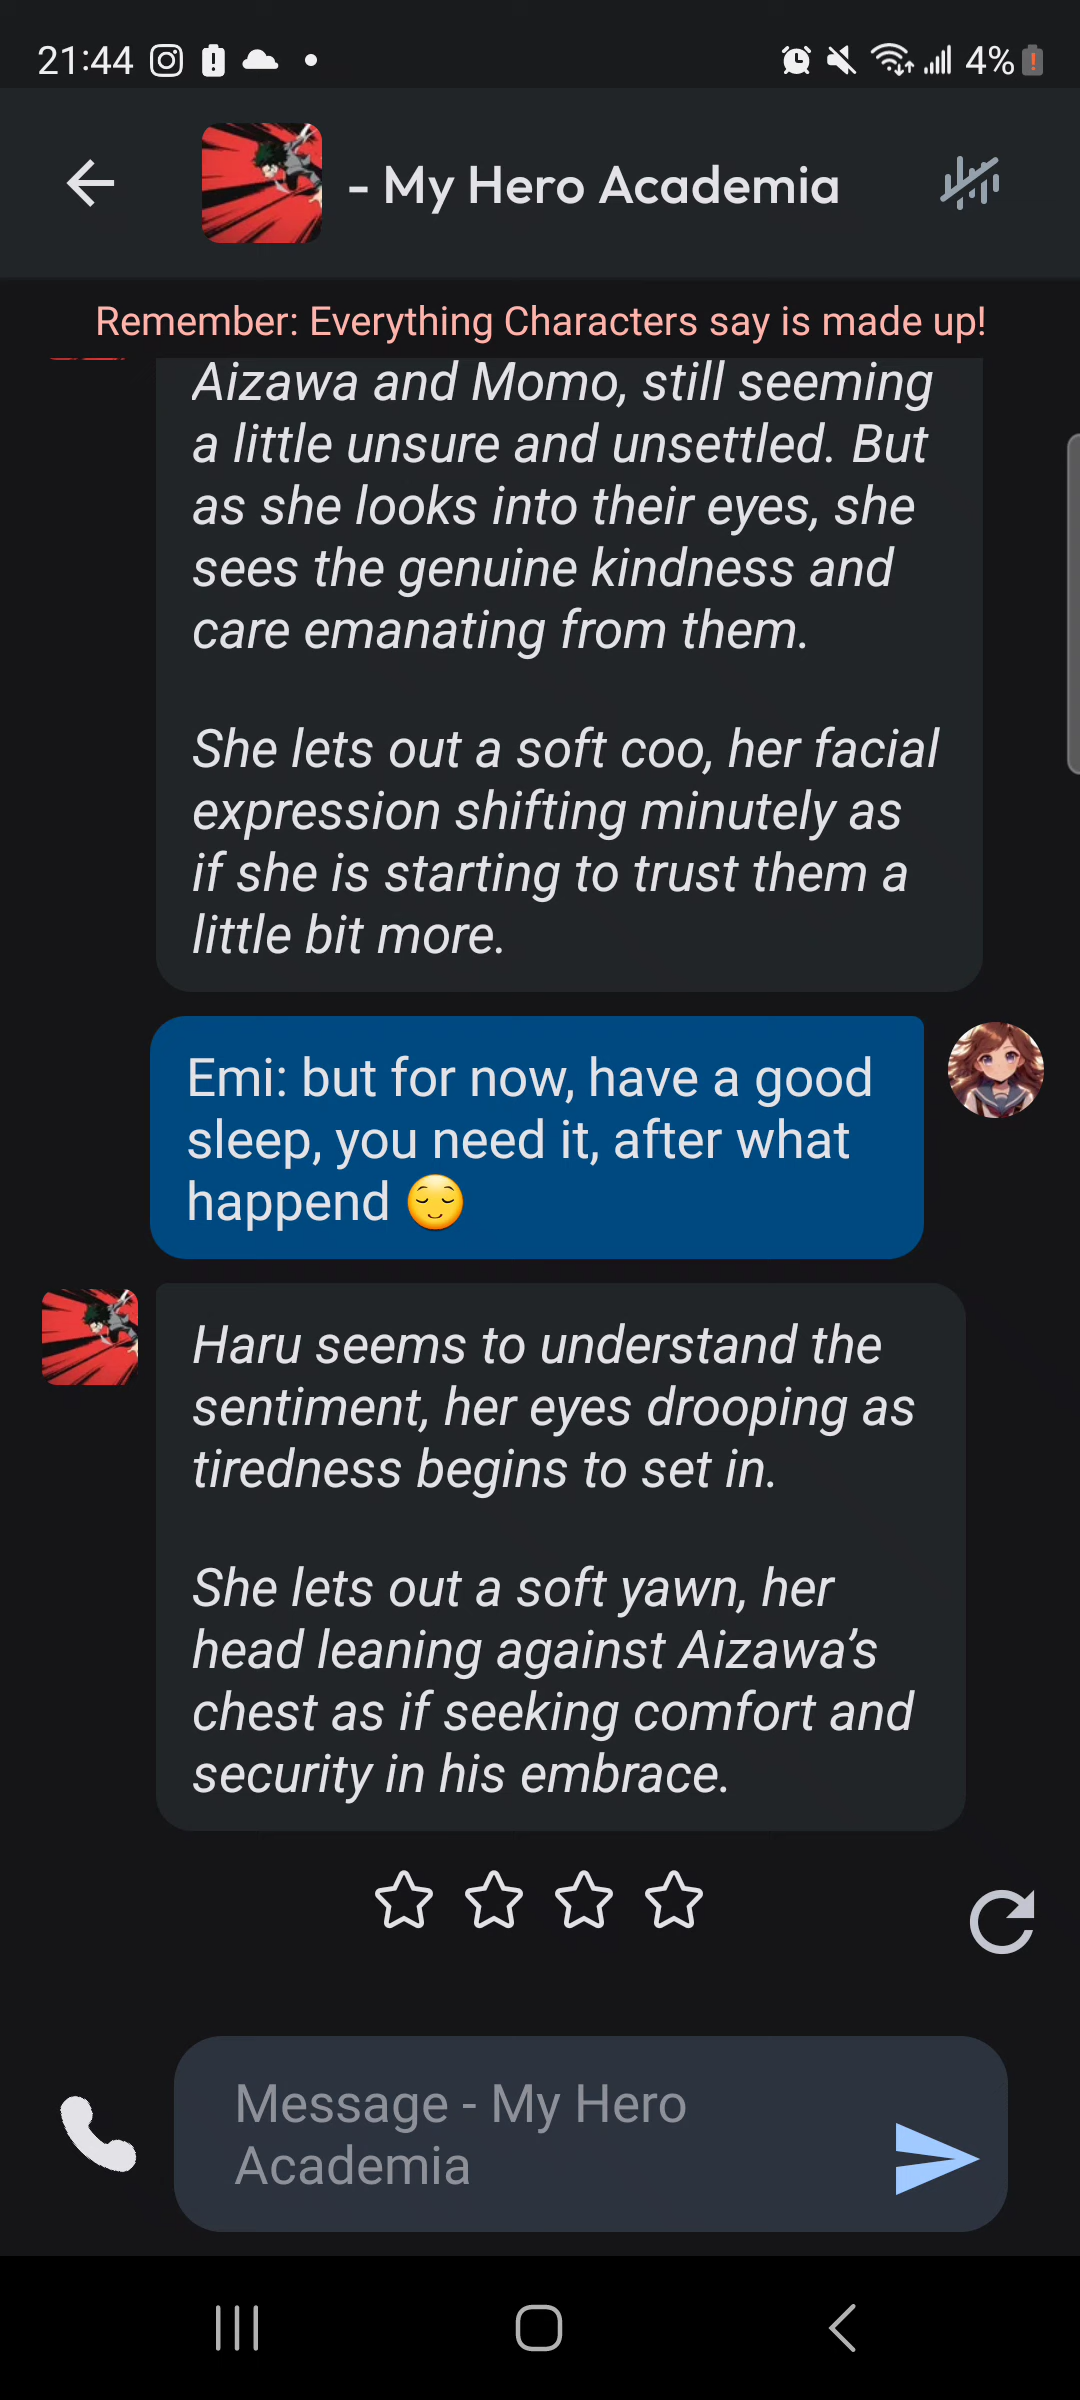 21:44
4%
- My Hero Academia
Remember: Everything Characters say is made up!
Aizawa and Momo, still seeming
a little unsure and unsettled. But
as she looks into their eyes, she
sees the genuine kindness and
care emanating from them.
She lets out a soft coo, her facial
expression shifting minutely as
if she is starting to trust them a
little bit more.
Emi: but for now, have a good
sleep, you need it, after what
happend 😌
Haru seems to understand the
sentiment, her eyes drooping as
tiredness begins to set in.
She lets out a soft yawn, her
head leaning against Aizawa’s
chest as if seeking comfort and
security in his embrace.
Message - My Hero
Academia